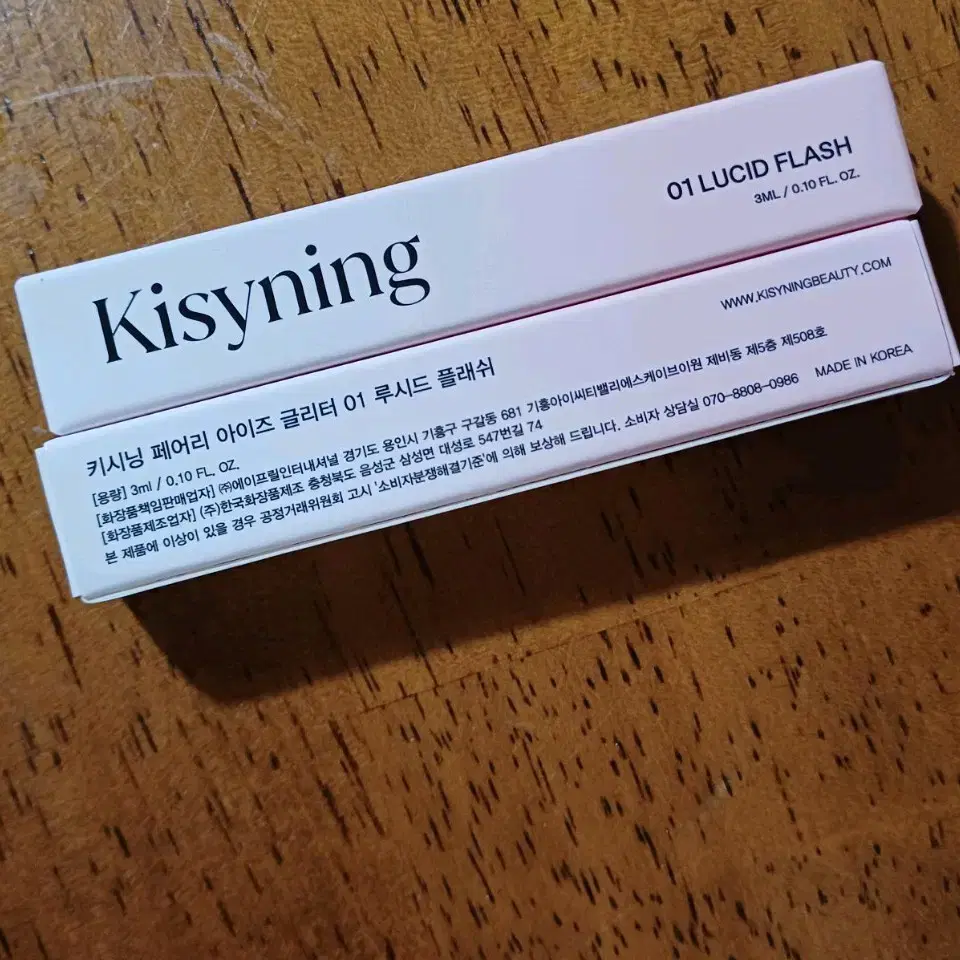 Kisyning
01 LUCID FLASH
3ML / 0.10 FL. OZ.
WWW.KISYNINGBEAUTY.COM
키시닝 페어리 아이즈 글리터 01 루시드 플래쉬
[용량] 3ml / 0.10 FL. OZ.
[화장품책임판매업자] ㈜에이프릴인터내셔널 경기도 용인시 기흥구 구갈동 681 기흥아이씨티밸리에스케이브이원 제비동 제5층 제508호
[화장품제조업자] (주)한국화장품제조 충청북도 음성군 삼성면 대성로 547번길 74
본 제품에 이상이 있을 경우 공정거래위원회 고시 '소비자분쟁해결기준'에 의해 보상해 드립니다. 소비자 상담실 070-8808-0986 MADE IN KOREA